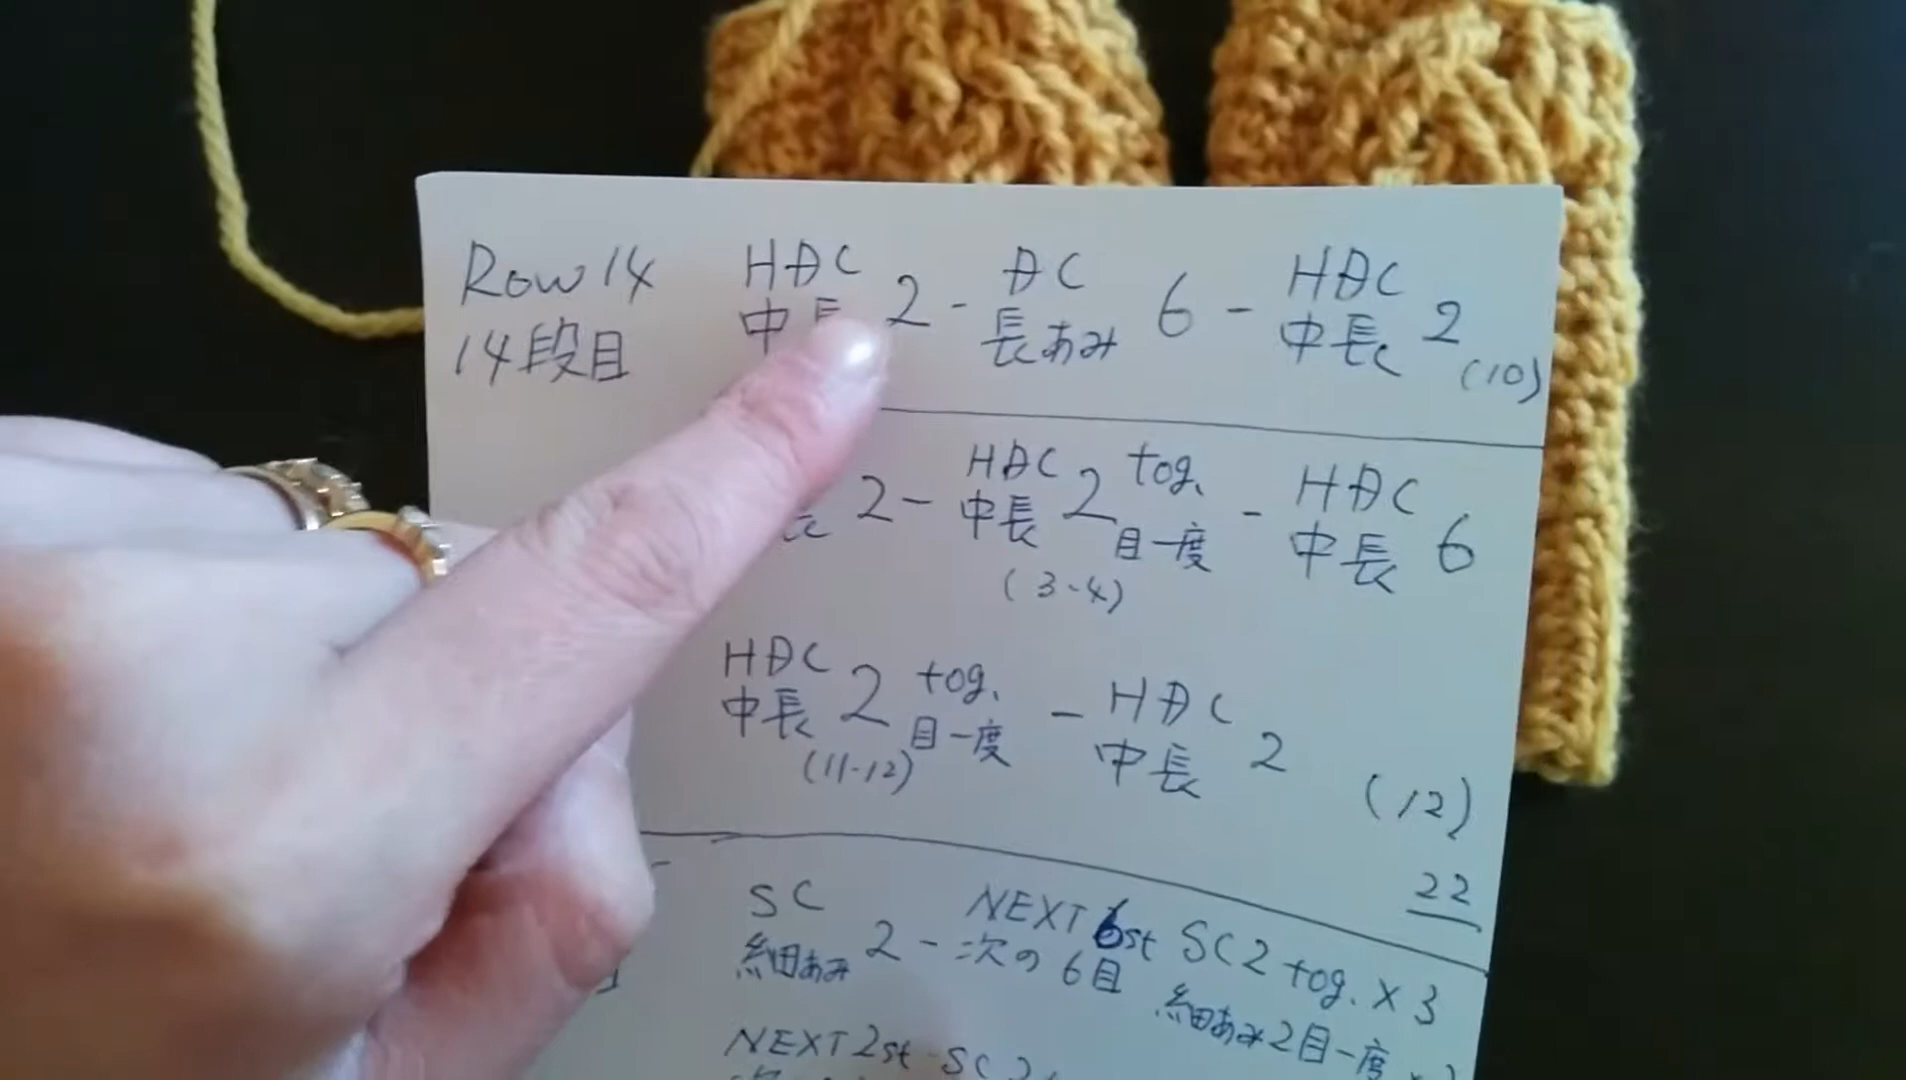 Row 14 HDC 2 - DC 6 - HDC 2
14段目 中長 長あみ 中長 (10)
2 - HDC 2 tog. - HDC 6
中長 目一度 中長
(3-4)
HDC 2 tog. - HDC 2
中長 目一度 中長
(11-12) (12)
22
SC 2 - NEXT 6st SC2 tog. x 3
細あみ 次の6目 細あみ2目一度
NEXT 2st SC